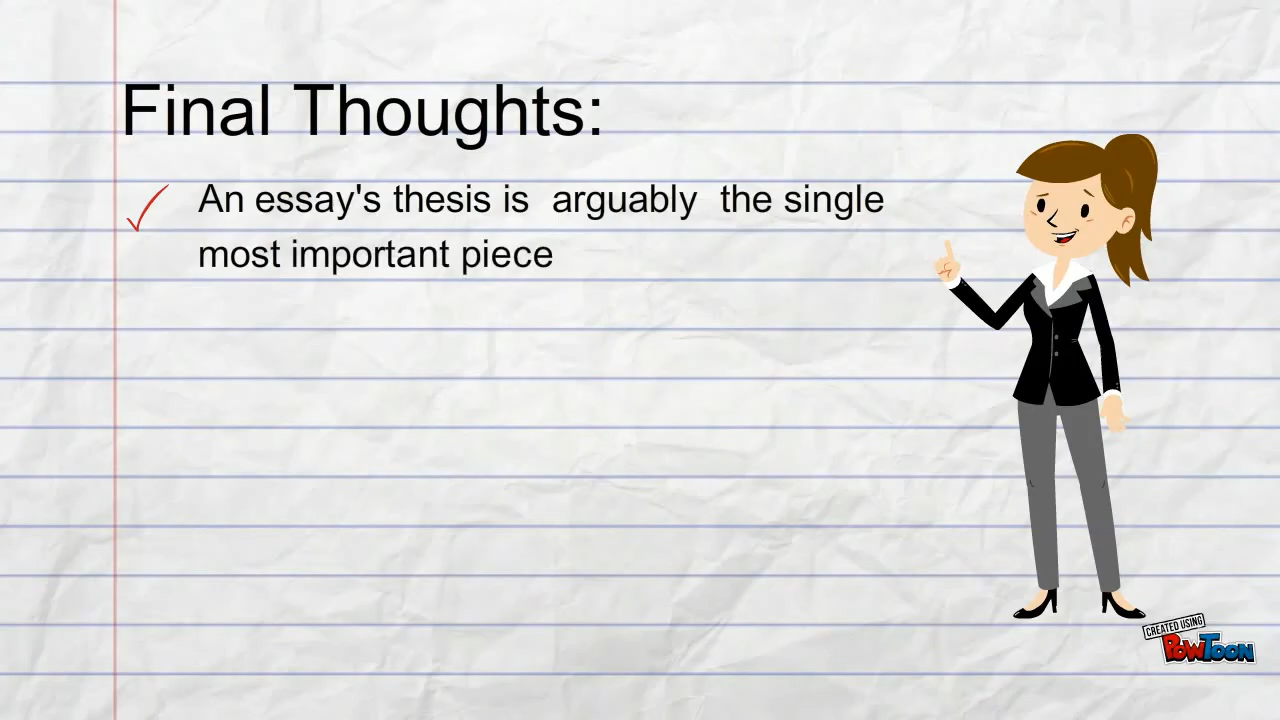 Final Thoughts:
An essay's thesis is  arguably  the single
most important piece
CREATED USING
POWTOON